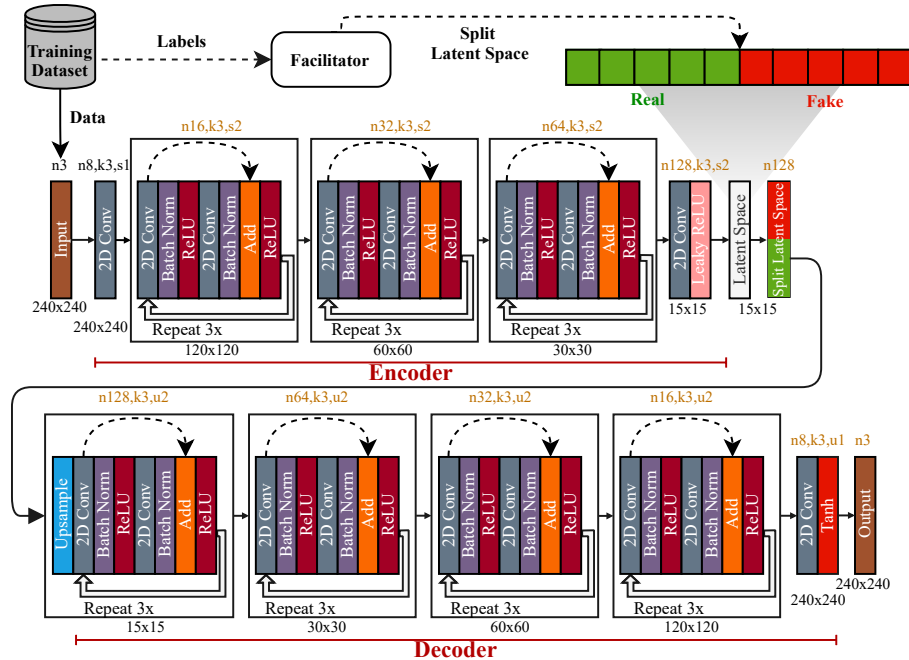 Training
Dataset
Labels
Facilitator
Split
Latent Space
Real
Fake
Data
n3
n8,k3,s1
n16,k3,s2
n32,k3,s2
n64,k3,s2
n128,k3,s2
n128
Input
2D Conv
2D Conv
Batch Norm
ReLU
2D Conv
Batch Norm
Add
ReLU
2D Conv
Batch Norm
ReLU
2D Conv
Batch Norm
Add
ReLU
2D Conv
Batch Norm
ReLU
2D Conv
Batch Norm
Add
ReLU
2D Conv
Leaky ReLU
Latent Space
Split Latent Space
240x240
240x240
Repeat 3x
120x120
Repeat 3x
60x60
Repeat 3x
30x30
15x15
15x15
Encoder
n128,k3,u2
n64,k3,u2
n32,k3,u2
n16,k3,u2
n8,k3,u1
n3
Upsample
2D Conv
Batch Norm
ReLU
2D Conv
Batch Norm
Add
ReLU
2D Conv
Batch Norm
ReLU
2D Conv
Batch Norm
Add
ReLU
2D Conv
Batch Norm
ReLU
2D Conv
Batch Norm
Add
ReLU
2D Conv
Batch Norm
ReLU
2D Conv
Batch Norm
Add
ReLU
2D Conv
Tanh
Output
Repeat 3x
15x15
Repeat 3x
30x30
Repeat 3x
60x60
Repeat 3x
120x120
240x240
240x240
Decoder